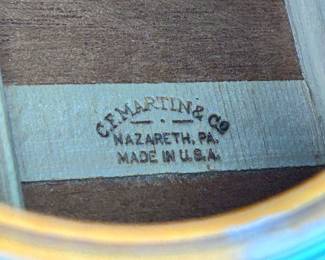 C.F. MARTIN & CO
NAZARETH, PA.
MADE IN U.S.A.